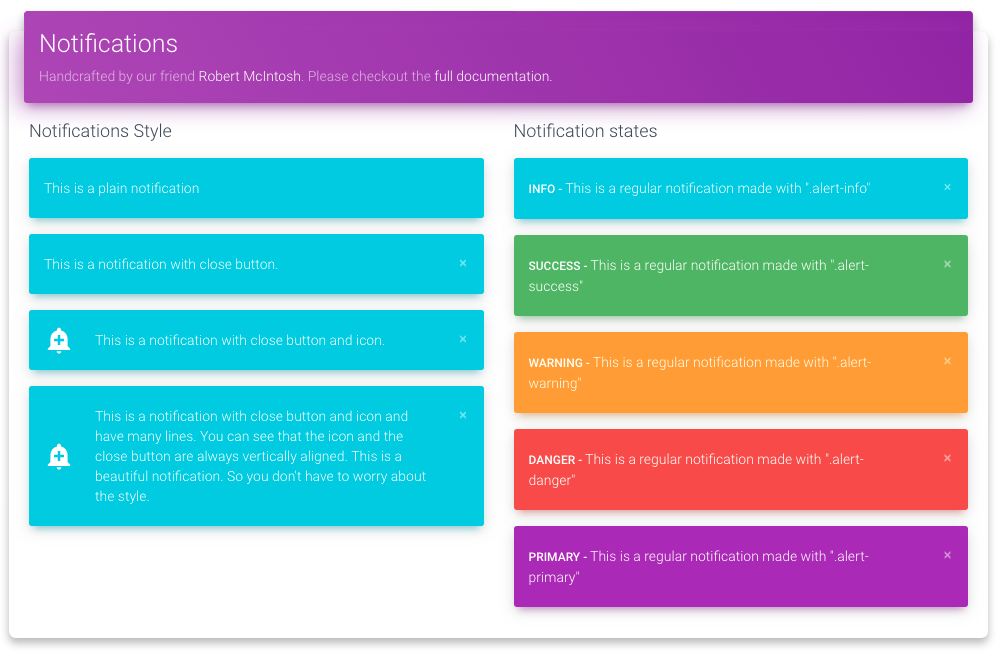 Notifications
Handcrafted by our friend Robert McIntosh. Please checkout the full documentation.
Notifications Style
This is a plain notification
This is a notification with close button.
×
This is a notification with close button and icon.
×
This is a notification with close button and icon and
have many lines. You can see that the icon and the
close button are always vertically aligned. This is a
beautiful notification. So you don't have to worry about
the style.
×
Notification states
INFO - This is a regular notification made with ".alert-info"
×
SUCCESS - This is a regular notification made with ".alert-
success"
×
WARNING - This is a regular notification made with ".alert-
warning"
×
DANGER - This is a regular notification made with ".alert-
danger"
×
PRIMARY - This is a regular notification made with ".alert-
primary"
×